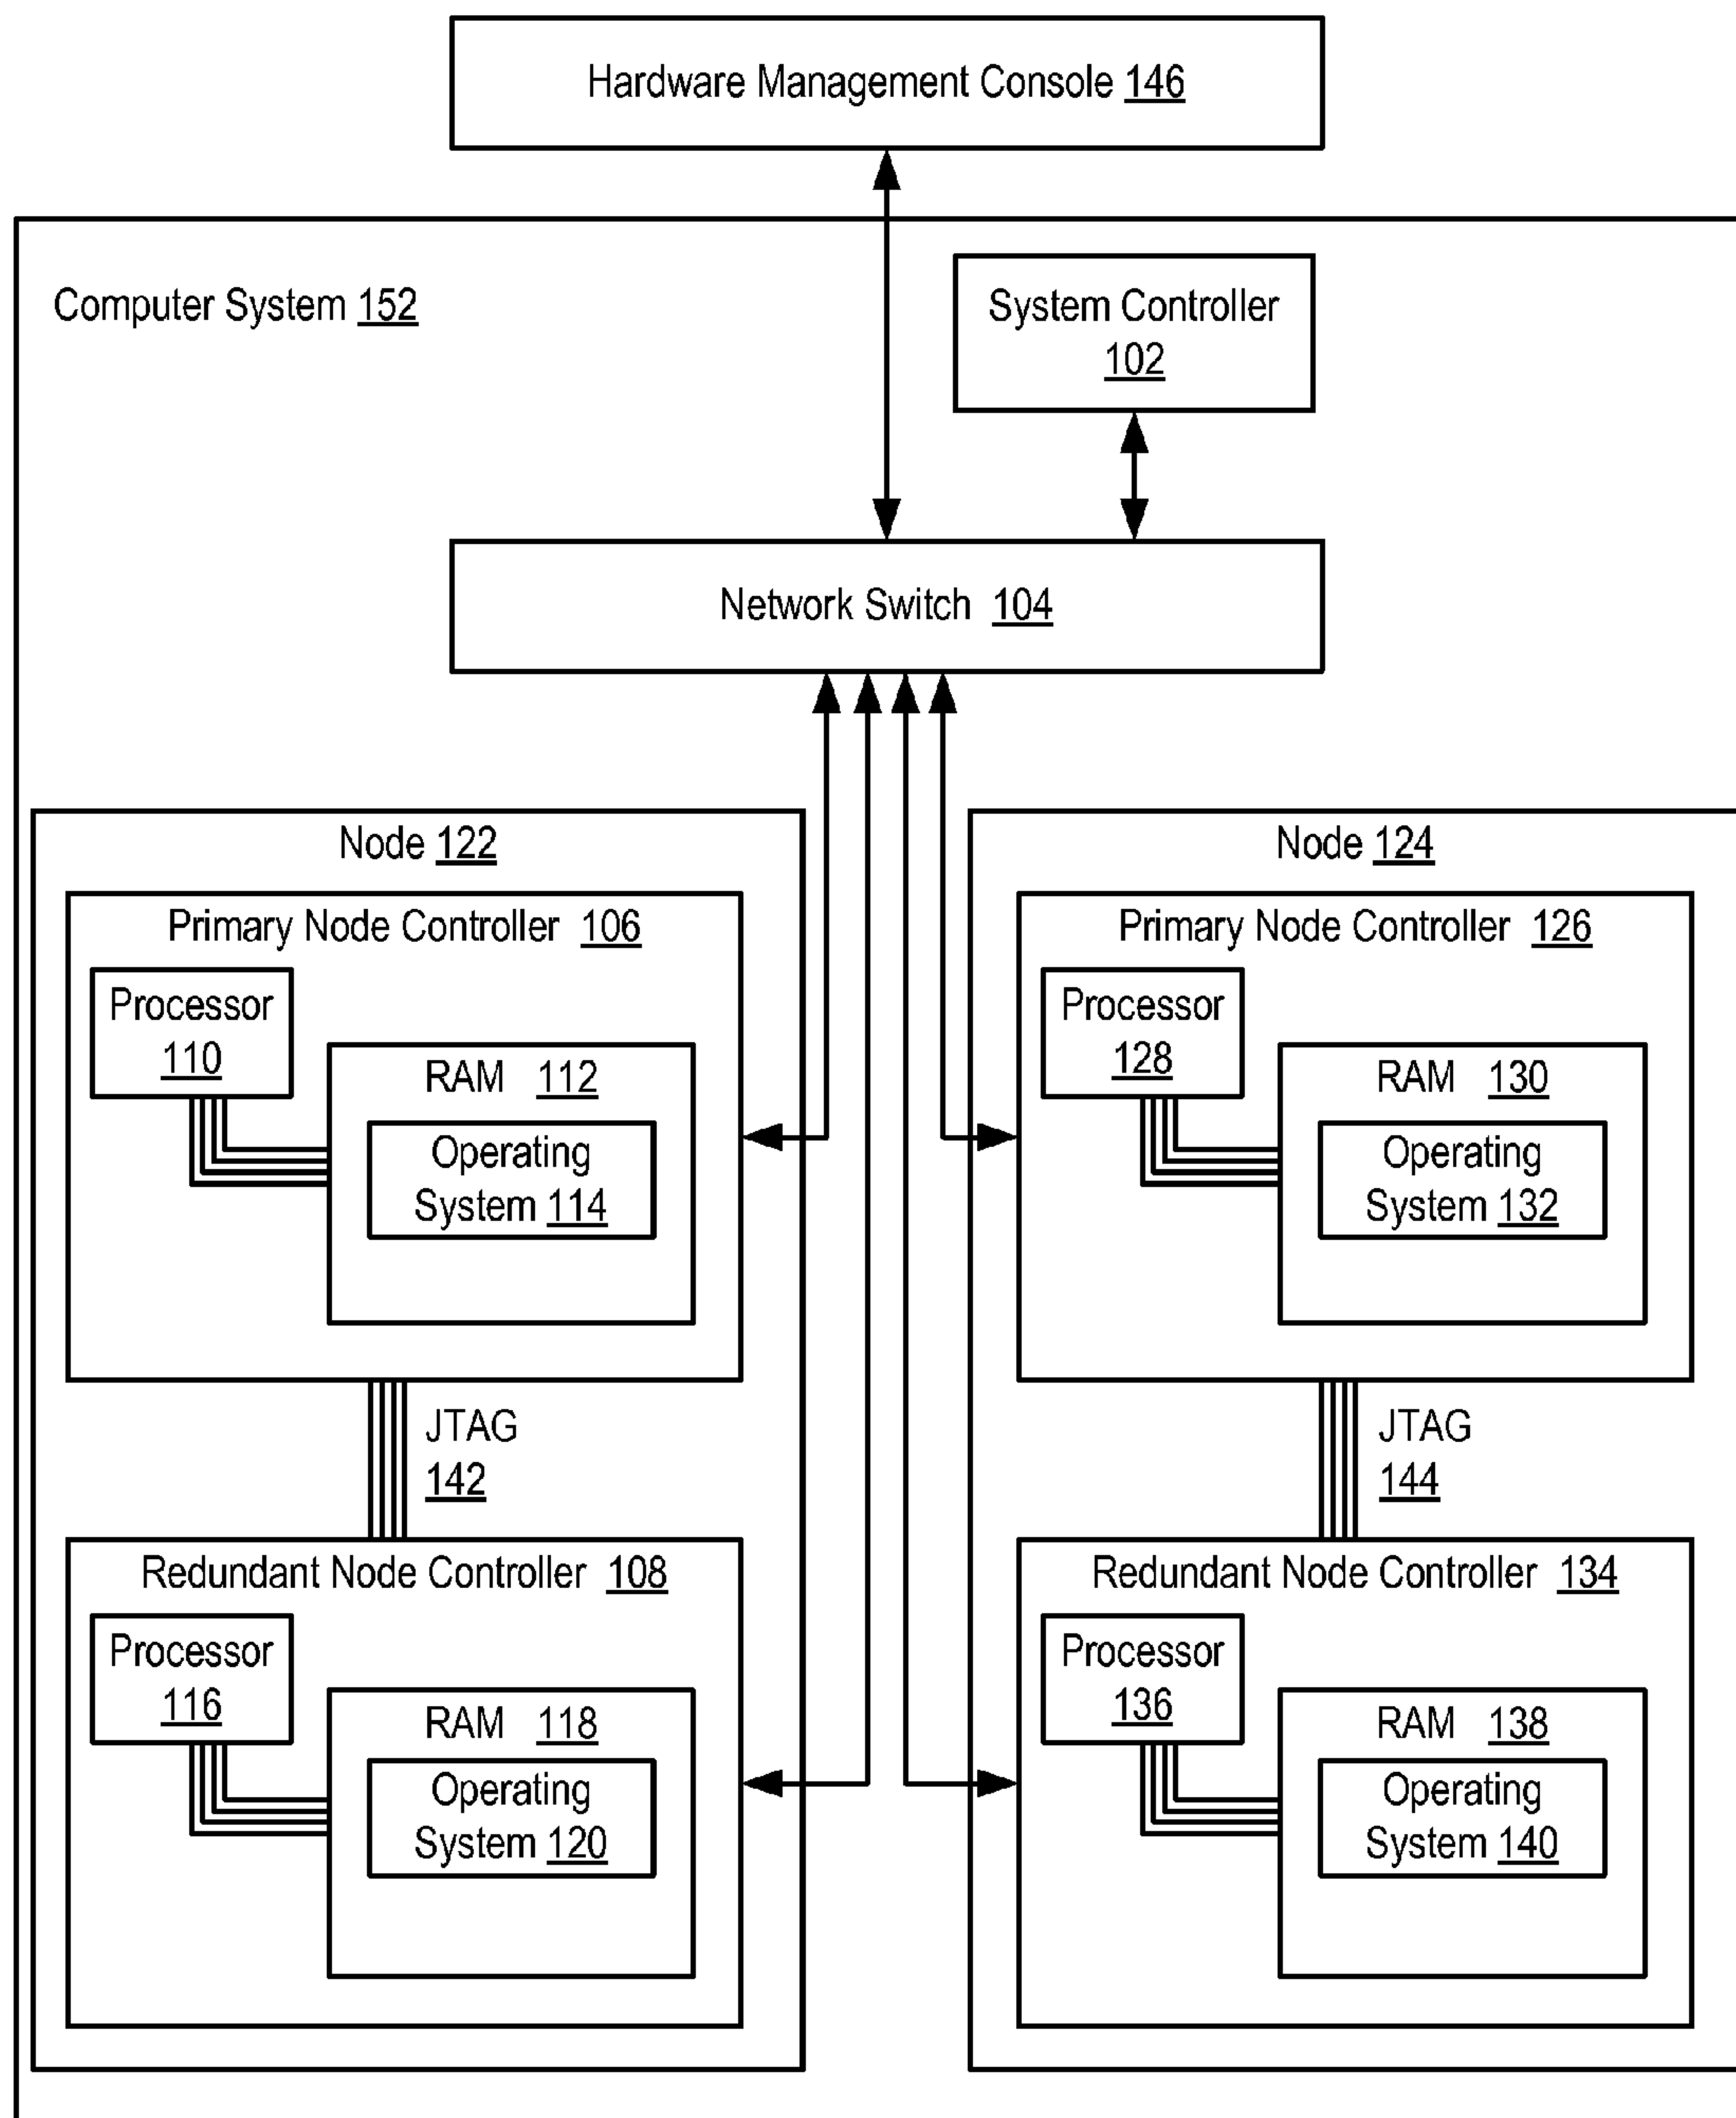 Hardware Management Console 146
Computer System 152
System Controller
102
Network Switch 104
Node 122
Primary Node Controller 106
Processor
110
RAM 112
Operating
System 114
JTAG
142
Redundant Node Controller 108
Processor
116
RAM 118
Operating
System 120
Node 124
Primary Node Controller 126
Processor
128
RAM 130
Operating
System 132
JTAG
144
Redundant Node Controller 134
Processor
136
RAM 138
Operating
System 140